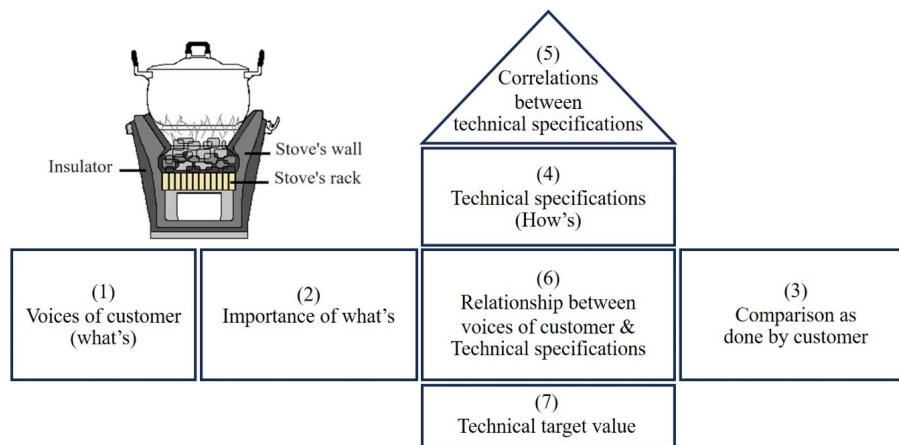 Insulator
Stove's wall
Stove's rack
(5)
Correlations
between
technical specifications
(4)
Technical specifications
(How's)
(1)
Voices of customer
(what's)
(2)
Importance of what's
(6)
Relationship between
voices of customer &
Technical specifications
(3)
Comparison as
done by customer
(7)
Technical target value